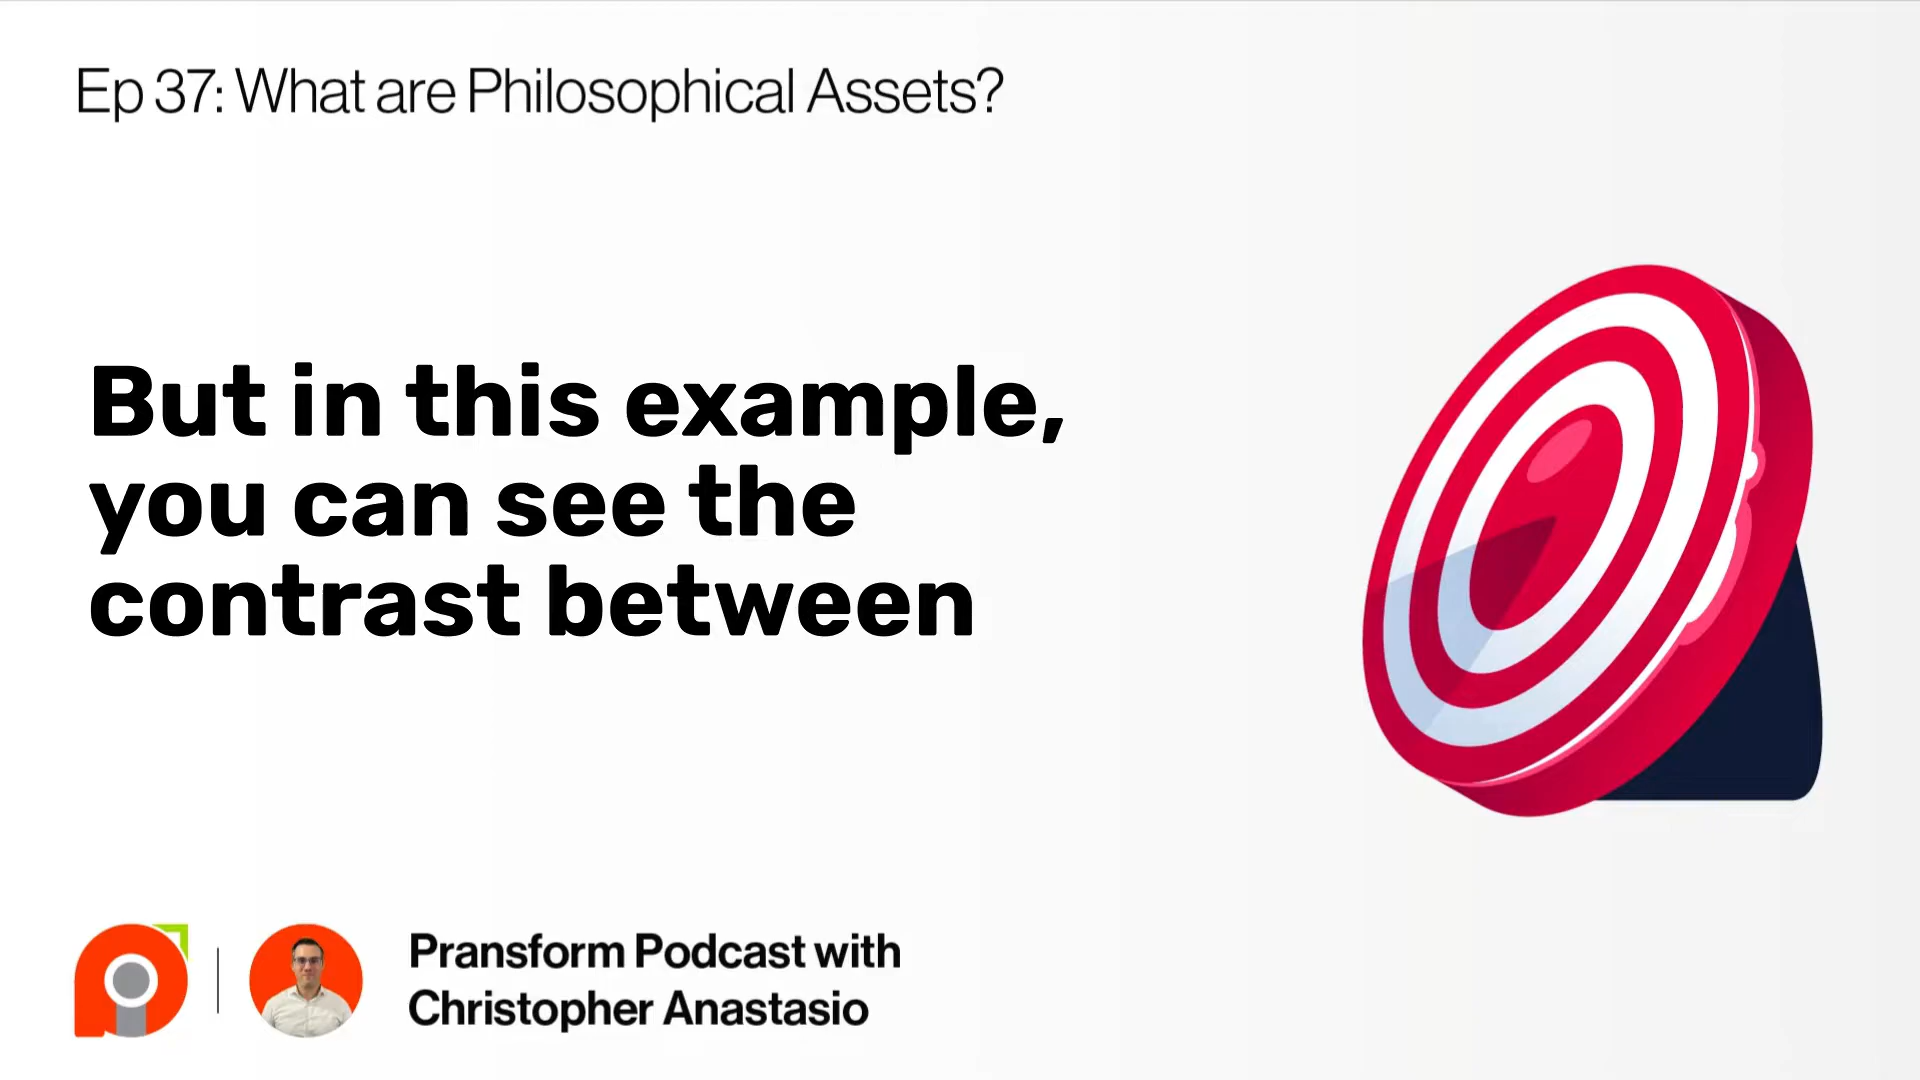 Ep 37: What are Philosophical Assets?
But in this example,
you can see the
contrast between
Pransform Podcast with
Christopher Anastasio